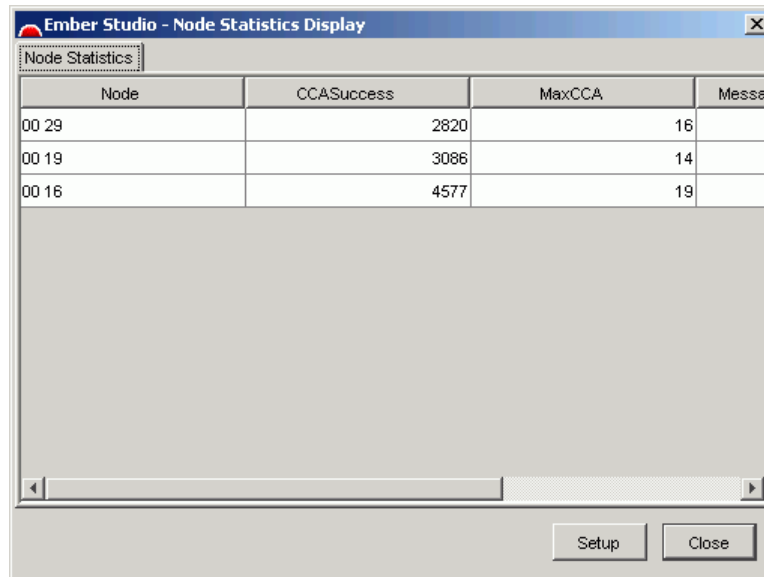 Ember Studio - Node Statistics Display
Node Statistics
Node CCASuccess MaxCCA Messa
00 29 2820 16
00 19 3086 14
00 16 4577 19
Setup Close